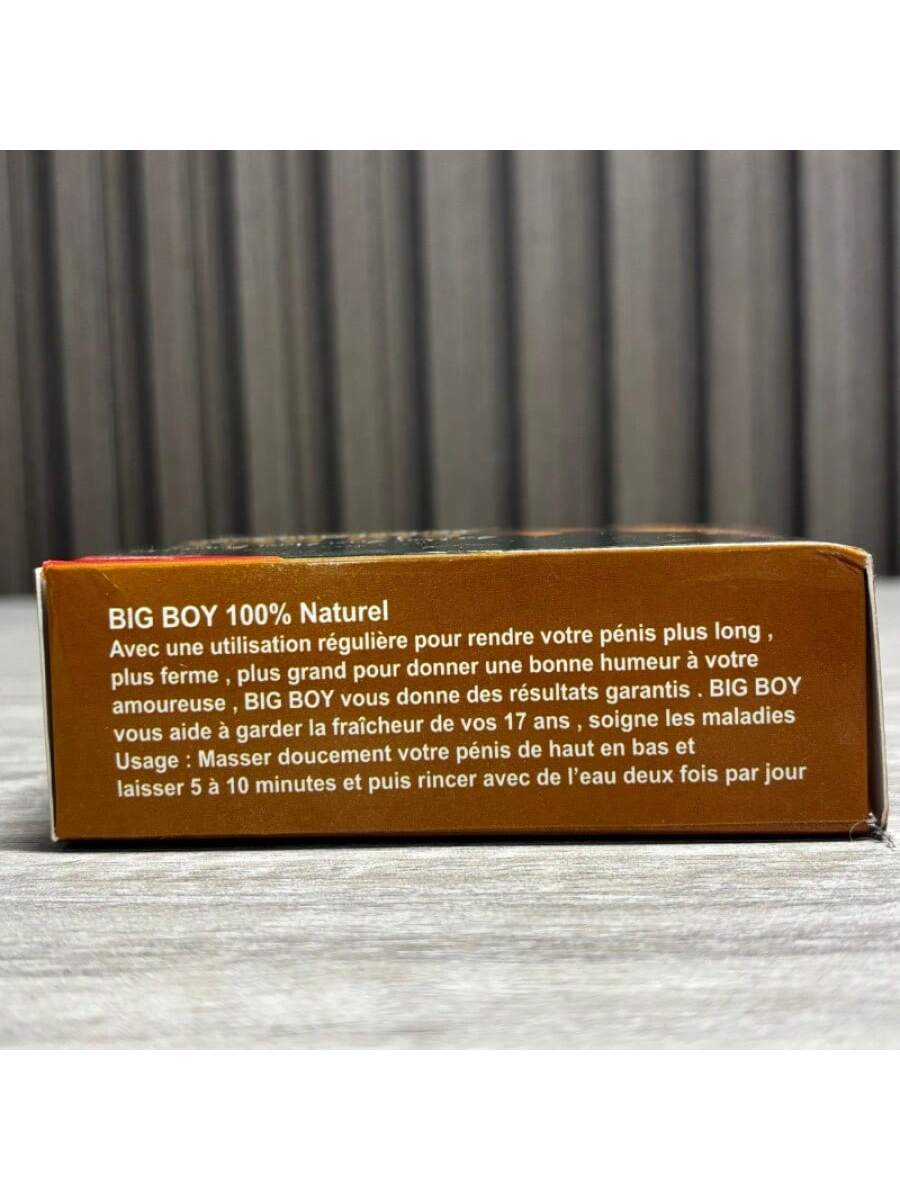 BIG BOY 100% Naturel
Avec une utilisation régulière pour rendre votre pénis plus long ,
plus ferme , plus grand pour donner une bonne humeur à votre
amoureuse , BIG BOY vous donne des résultats garantis . BIG BOY
vous aide à garder la fraîcheur de vos 17 ans , soigne les maladies
Usage : Masser doucement votre pénis de haut en bas et
laisser 5 à 10 minutes et puis rincer avec de l'eau deux fois par jour